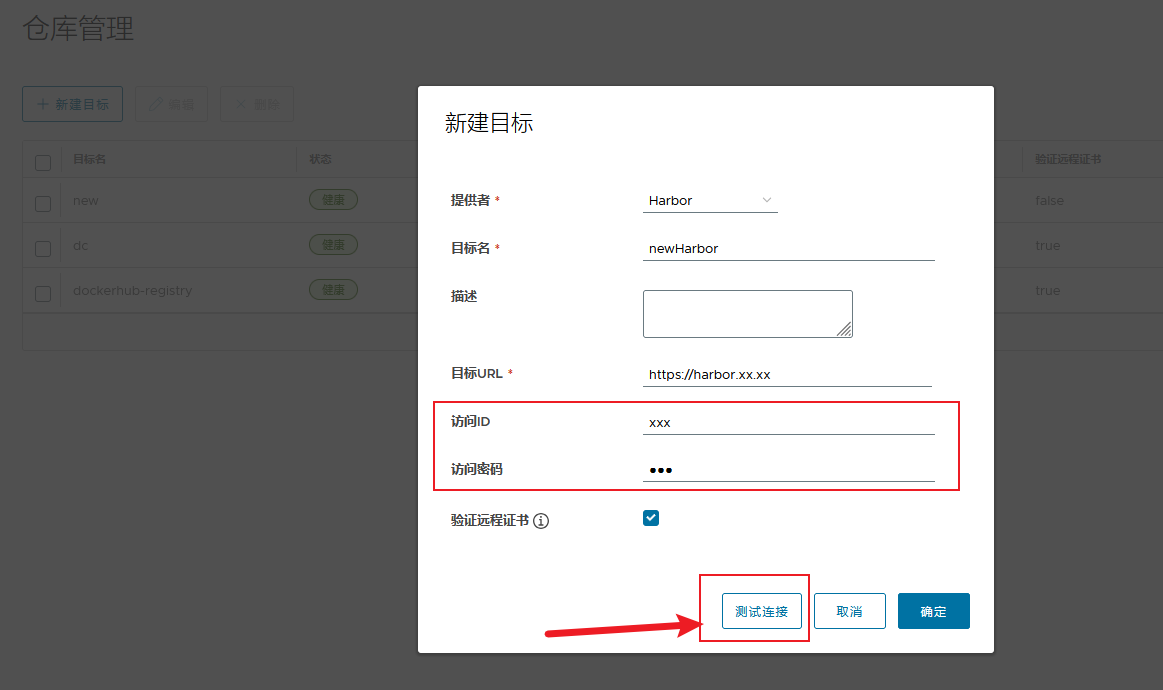 仓库管理
新建目标 编辑 删除
目标名 状态 验证远程证书
new 健康 false
dc 健康 true
dockerhub-registry 健康 true
新建目标
提供者 * Harbor
目标名 * newHarbor
描述
目标URL * https://harbor.xx.xx
访问ID xxx
访问密码 •••
验证远程证书
测试连接 取消 确定